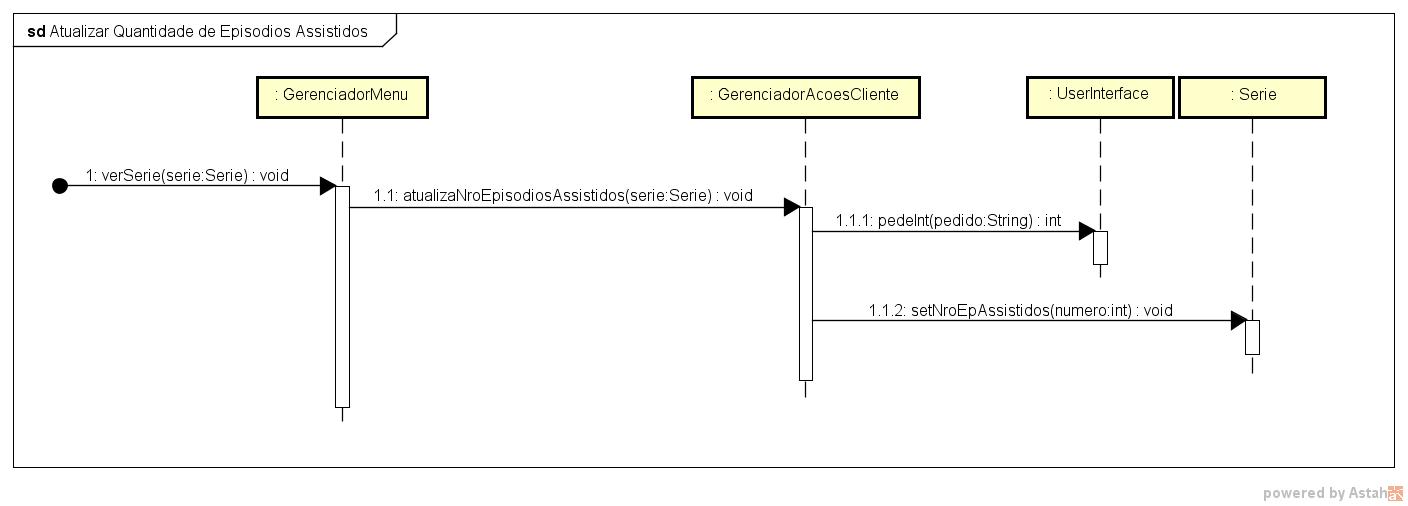 sd Atualizar Quantidade de Episodios Assistidos
: GerenciadorMenu
: GerenciadorAcoesCliente
: UserInterface
: Serie
1: verSerie(serie:Serie) : void
1.1: atualizaNroEpisodiosAssistidos(serie:Serie) : void
1.1.1: pedeInt(pedido:String) : int
1.1.2: setNroEpAssistidos(numero:int) : void
powered by Astah